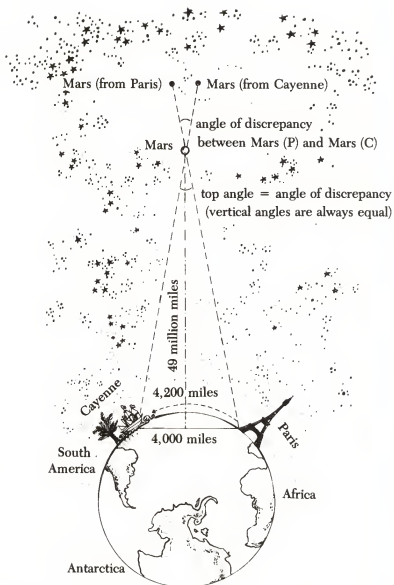 Mars (from Paris)
Mars (from Cayenne)
angle of discrepancy
between Mars (P) and Mars (C)
Mars
top angle = angle of discrepancy
(vertical angles are always equal)
49 million miles
4,200 miles
Cayenne
4,000 miles
Paris
South
America
Africa
Antarctica